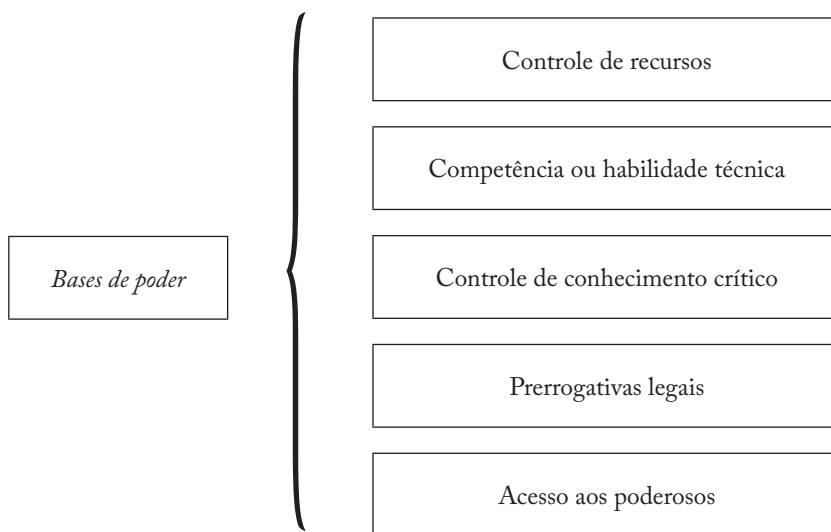 Bases de poder
Controle de recursos
Competência ou habilidade técnica
Controle de conhecimento crítico
Prerrogativas legais
Acesso aos poderosos